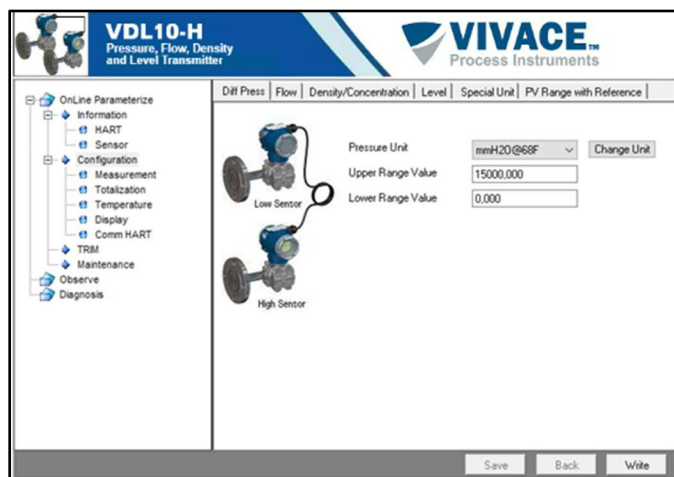 VDL10-H
Pressure, Flow, Density
and Level Transmitter
VIVACE™
Process Instruments
OnLine Parameterize
Information
HART
Sensor
Configuration
Measurement
Totalization
Temperature
Display
Comm HART
TRIM
Maintenance
Observe
Diagnosis
Diff Press Flow Density/Concentration Level Special Unit PV Range with Reference
Low Sensor
High Sensor
Pressure Unit mmH2O@68F Change Unit
Upper Range Value 15000,000
Lower Range Value 0,000
Save Back Write